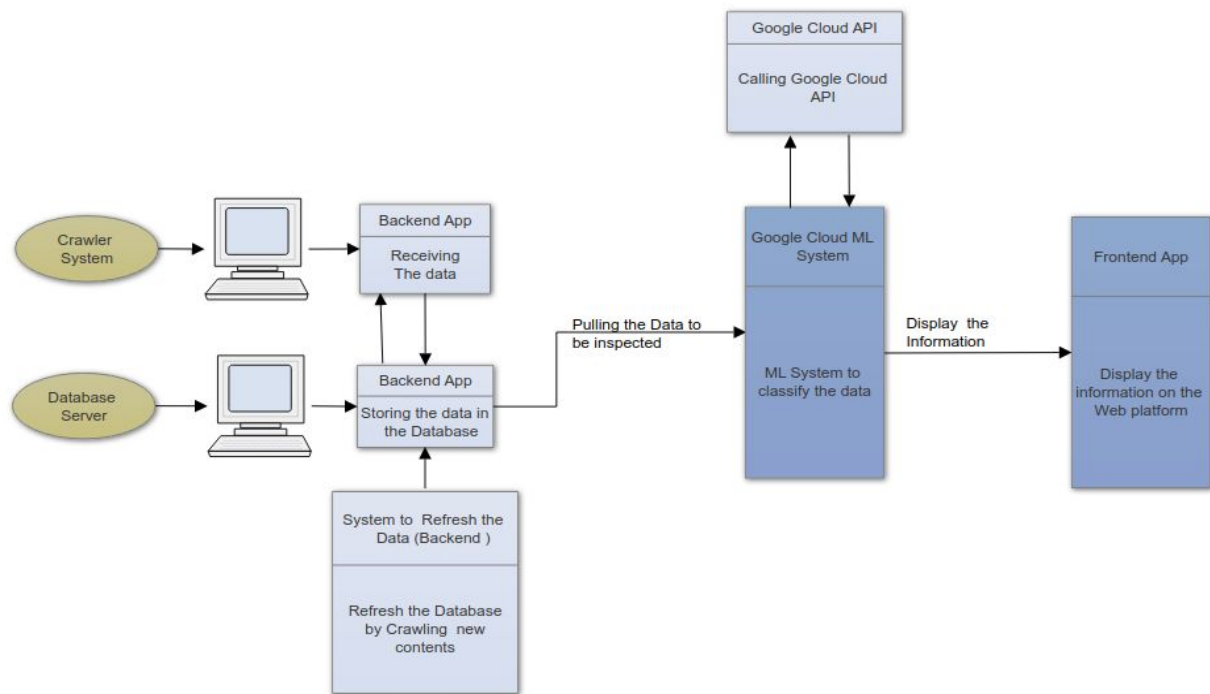 Google Cloud API
Calling Google Cloud
API
Crawler
System
Backend App
Receiving
The data
Google Cloud ML
System
ML System to
classify the data
Frontend App
Display the
information on the
Web platform
Pulling the Data to
be inspected
Display the
Information
Database
Server
Backend App
Storing the data in
the Database
System to Refresh the
Data (Backend )
Refresh the Database
by Crawling new
contents